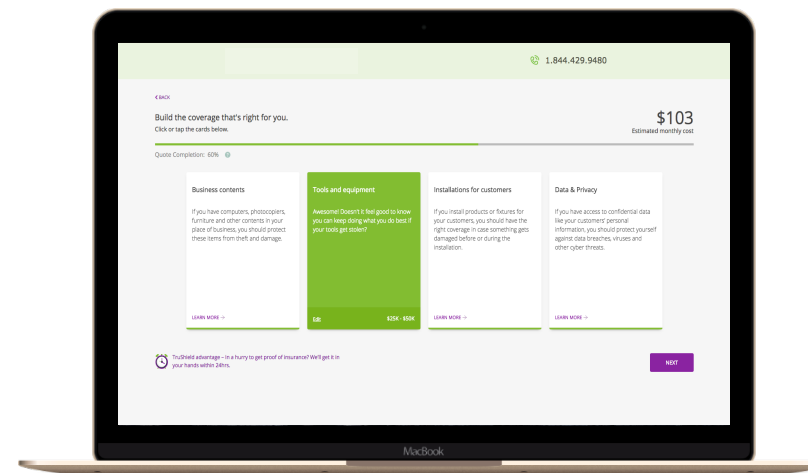 1.844.429.9480
< BACK
Build the coverage that's right for you.
Click or tap the cards below.
$103
Estimated monthly cost
Quote Completion: 60%
Business contents
If you have computers, photocopiers,
furniture and other contents in your
place of business, you should protect
these items from theft and damage.
LEARN MORE →
Tools and equipment
Awesome! Doesn't it feel good to know
you can keep doing what you do best if
your tools get stolen?
Edit
$25K - $50K
Installations for customers
If you install products or fixtures for
your customers, you should have the
right coverage in case something gets
damaged before or during the
installation.
LEARN MORE →
Data & Privacy
If you have access to confidential data
like your customers' personal
information, you should protect yourself
against data breaches, viruses and
other cyber threats.
LEARN MORE →
TruShield advantage – In a hurry to get proof of insurance? We'll get it in
your hands within 24hrs.
NEXT
MacBook